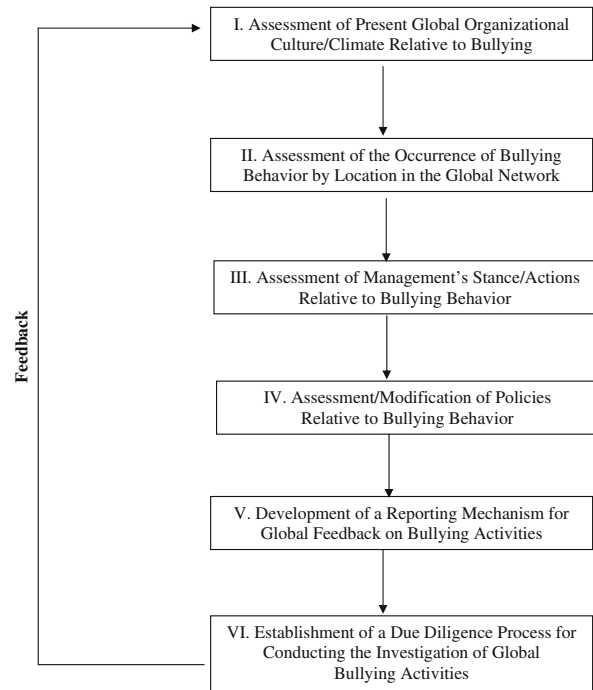 I. Assessment of Present Global Organizational
Culture/Climate Relative to Bullying
II. Assessment of the Occurrence of Bullying
Behavior by Location in the Global Network
III. Assessment of Management's Stance/Actions
Relative to Bullying Behavior
Feedback
IV. Assessment/Modification of Policies
Relative to Bullying Behavior
V. Development of a Reporting Mechanism for
Global Feedback on Bullying Activities
VI. Establishment of a Due Diligence Process for
Conducting the Investigation of Global
Bullying Activities